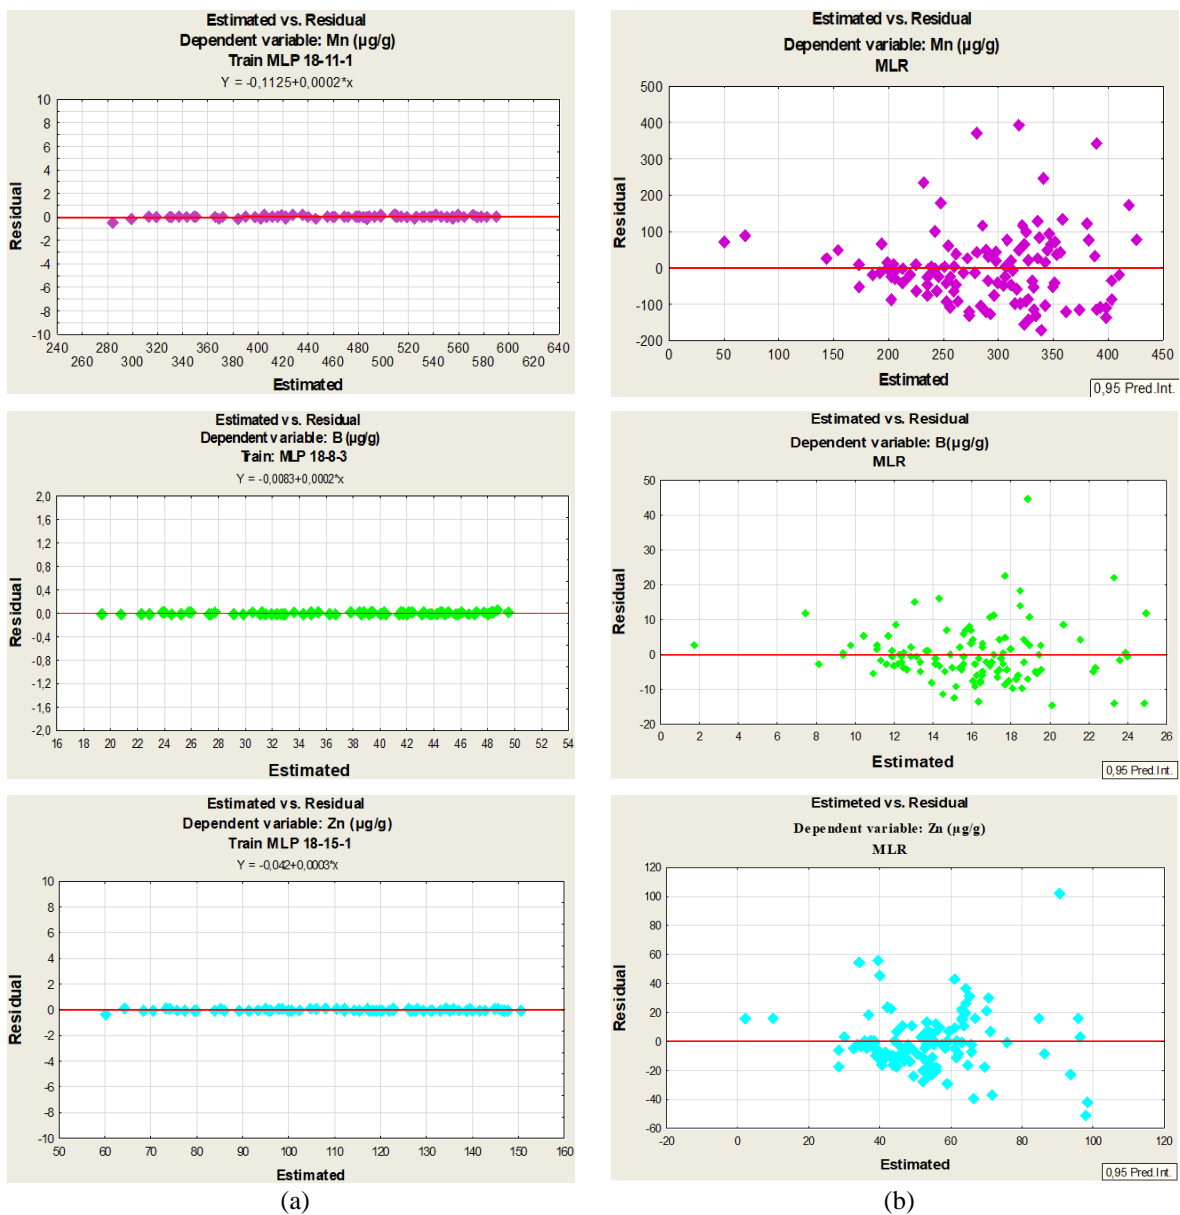 Estimated vs. Residual
Dependent variable: Mn (µg/g)
Train MLP 18-11-1
Y = -0,1125+0,0002*x
10
8
6
4
2
0
-2
-4
-6
-8
-10
240 280 320 360 400 440 480 520 560 600 640
260 300 340 380 420 460 500 540 580 620
Residual
Estimated
Estimated vs. Residual
Dependent variable: Mn (µg/g)
MLR
500
400
300
200
100
0
-100
-200
0 50 100 150 200 250 300 350 400 450
Residual
Estimated
0,95 Pred.Int.
Estimated vs. Residual
Dependent variable: B (µg/g)
Train: MLP 18-8-3
Y = -0,0083+0,0002*x
2,0
1,6
1,2
0,8
0,4
0,0
-0,4
-0,8
-1,2
-1,6
-2,0
16 18 20 22 24 26 28 30 32 34 36 38 40 42 44 46 48 50 52 54
Residual
Estimated
Estimated vs. Residual
Dependent variable: B(µg/g)
MLR
50
40
30
20
10
0
-10
-20
0 2 4 6 8 10 12 14 16 18 20 22 24 26
Residual
Estimated
0,95 Pred.Int.
Estimated vs. Residual
Dependent variable: Zn (µg/g)
Train MLP 18-15-1
Y = -0,042+0,0003*x
10
8
6
4
2
0
-2
-4
-6
-8
-10
50 60 70 80 90 100 110 120 130 140 150 160
Residual
Estimated
Estimeted vs. Residual
Dependent variable: Zn (µg/g)
MLR
120
100
80
60
40
20
0
-20
-40
-60
-20 0 20 40 60 80 100 120
Residual
Estimated
0,95 Pred.Int.
(a)
(b)